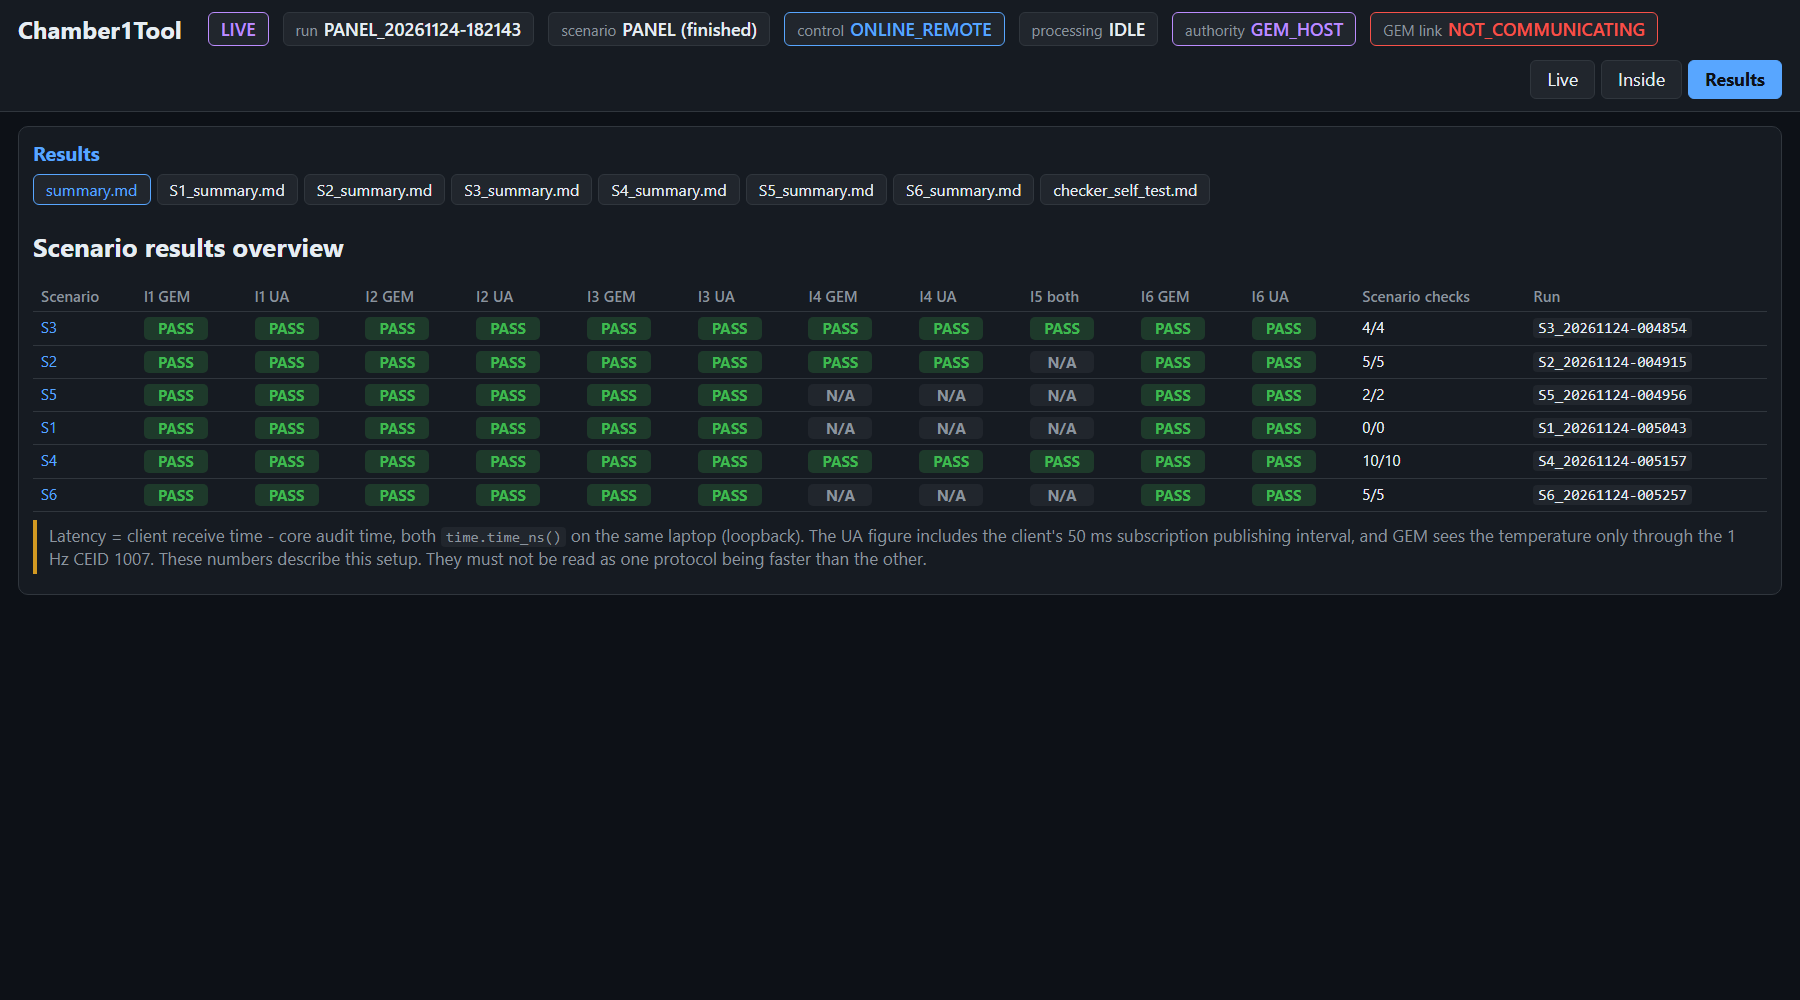 Chamber1Tool LIVE run PANEL_20261124-182143 scenario PANEL (finished) control ONLINE_REMOTE processing IDLE authority GEM_HOST GEM link NOT_COMMUNICATING
Live Inside Results
Results
summary.md S1_summary.md S2_summary.md S3_summary.md S4_summary.md S5_summary.md S6_summary.md checker_self_test.md
Scenario results overview
Scenario I1 GEM I1 UA I2 GEM I2 UA I3 GEM I3 UA I4 GEM I4 UA I5 both I6 GEM I6 UA Scenario checks Run
S3 PASS PASS PASS PASS PASS PASS PASS PASS PASS PASS PASS 4/4 S3_20261124-004854
S2 PASS PASS PASS PASS PASS PASS PASS PASS N/A PASS PASS 5/5 S2_20261124-004915
S5 PASS PASS PASS PASS PASS PASS N/A N/A N/A PASS PASS 2/2 S5_20261124-004956
S1 PASS PASS PASS PASS PASS PASS N/A N/A N/A PASS PASS 0/0 S1_20261124-005043
S4 PASS PASS PASS PASS PASS PASS PASS PASS PASS PASS PASS 10/10 S4_20261124-005157
S6 PASS PASS PASS PASS PASS PASS N/A N/A N/A PASS PASS 5/5 S6_20261124-005257
Latency = client receive time - core audit time, both time.time_ns() on the same laptop (loopback). The UA figure includes the client's 50 ms subscription publishing interval, and GEM sees the temperature only through the 1
Hz CEID 1007. These numbers describe this setup. They must not be read as one protocol being faster than the other.